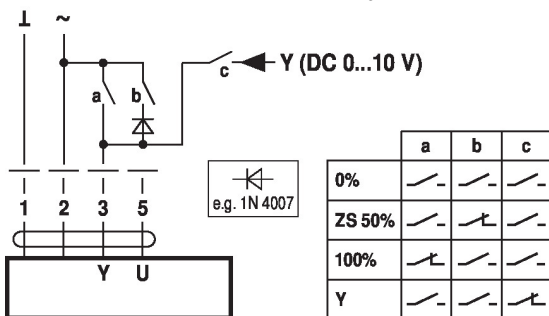 ⊥ ~
a b c Y (DC 0...10 V)
1 2 3 5
Y U
e.g. 1N 4007
a b c
0%
ZS 50%
100%
Y